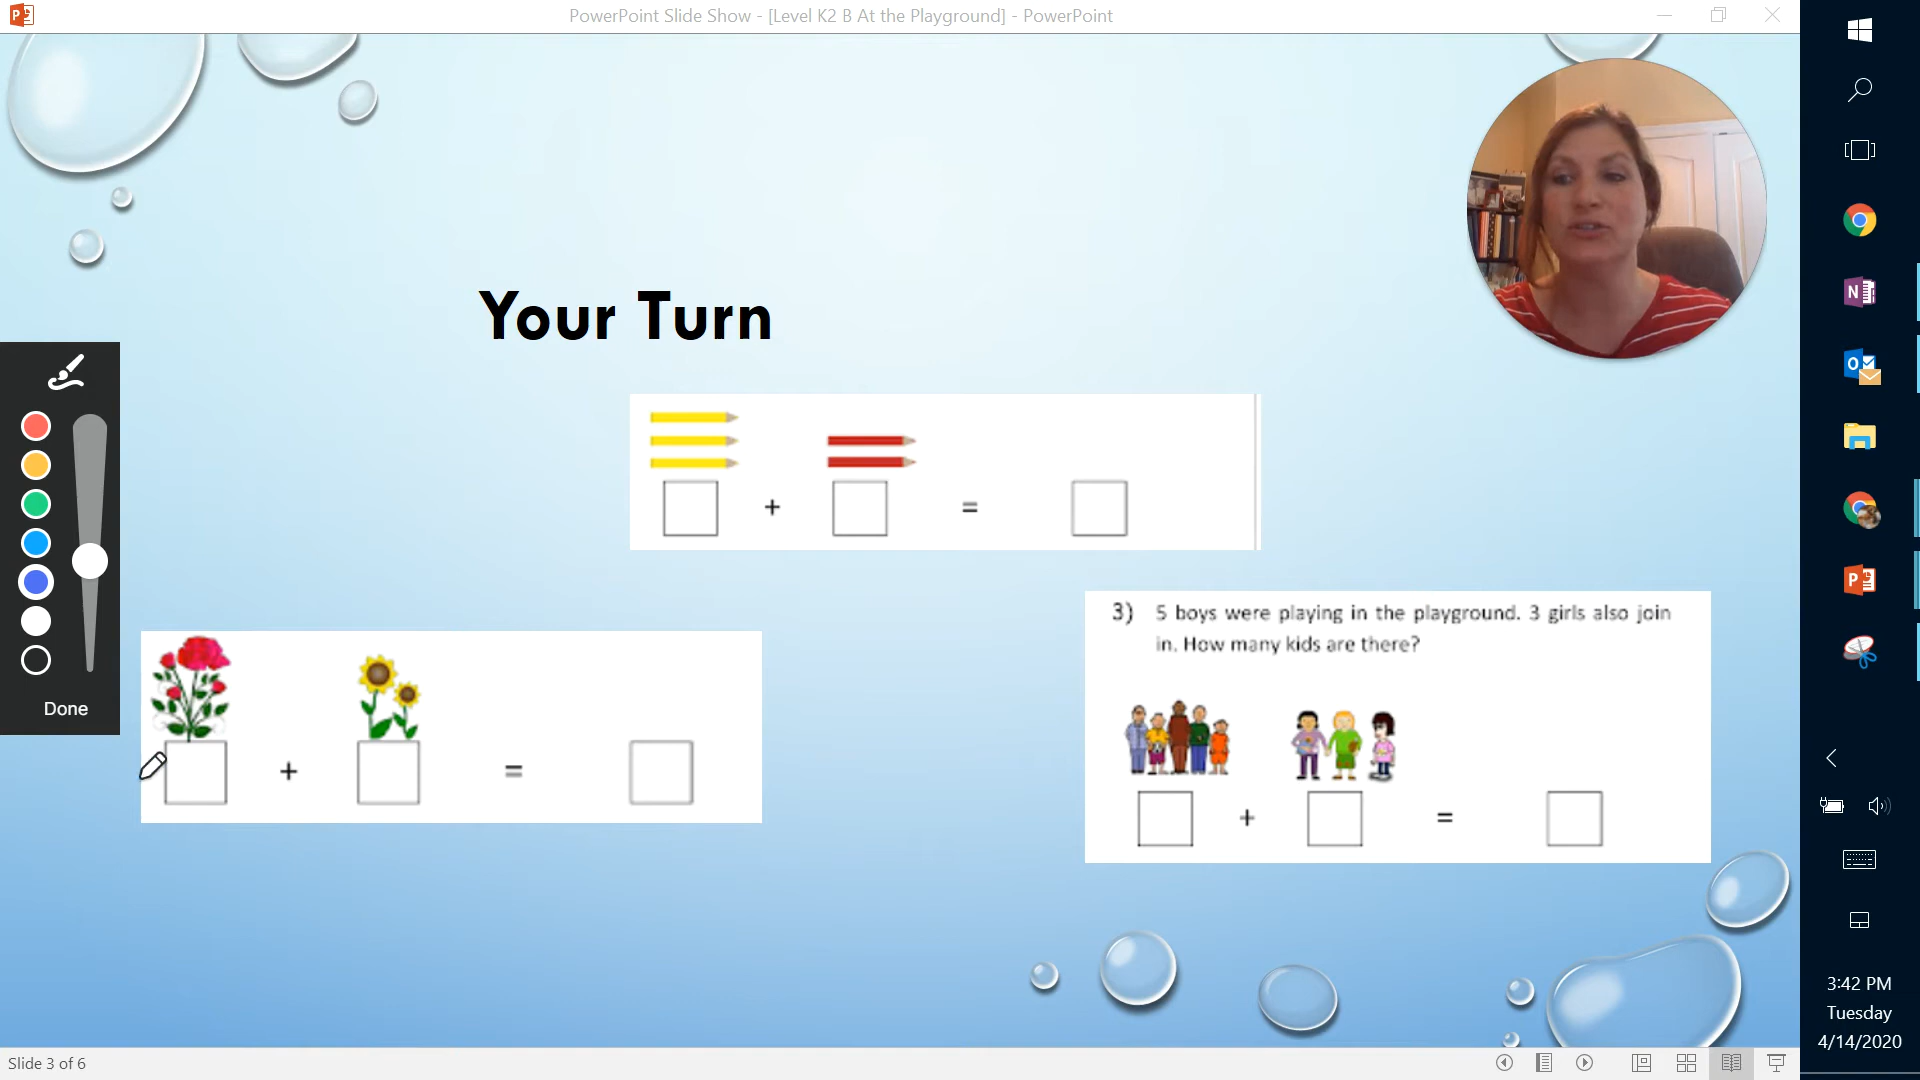 PowerPoint Slide Show - [Level K2 B At the Playground] - PowerPoint
Your Turn
+ =
3) 5 boys were playing in the playground. 3 girls also join
in. How many kids are there?
+ =
+ =
Done
3:42 PM
Tuesday
4/14/2020
Slide 3 of 6